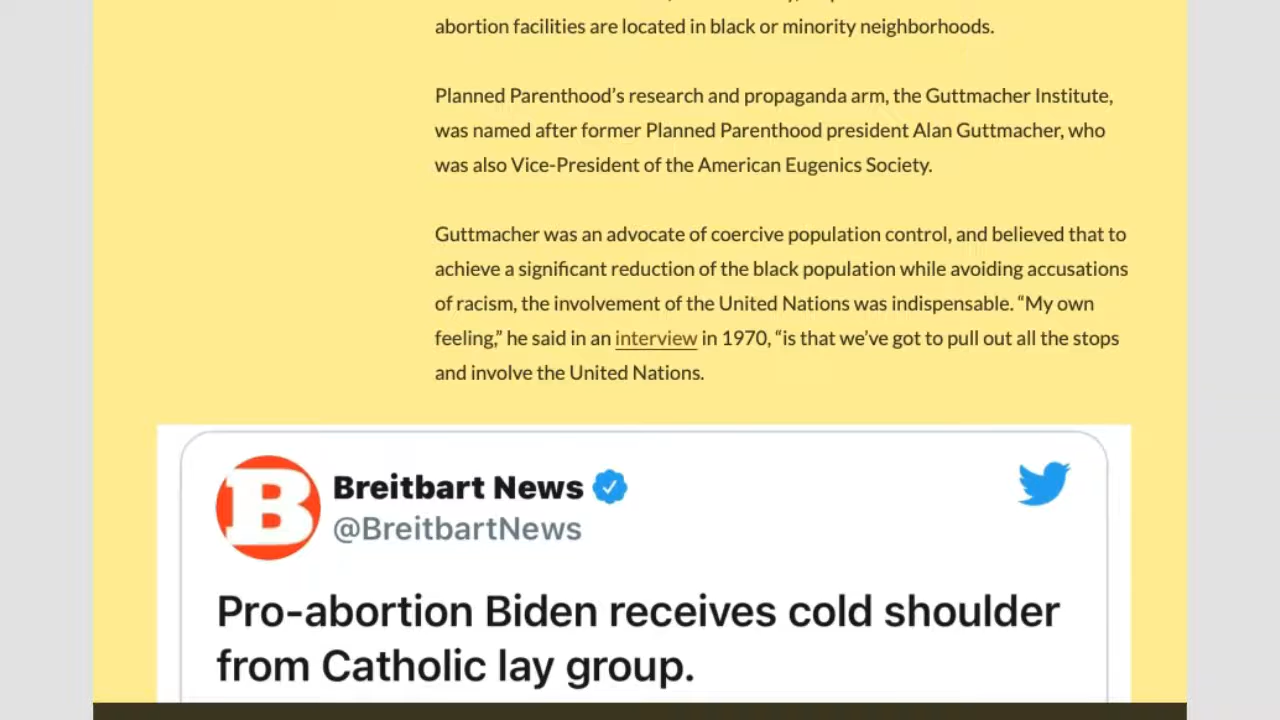 abortion facilities are located in black or minority neighborhoods.
Planned Parenthood’s research and propaganda arm, the Guttmacher Institute,
was named after former Planned Parenthood president Alan Guttmacher, who
was also Vice-President of the American Eugenics Society.
Guttmacher was an advocate of coercive population control, and believed that to
achieve a significant reduction of the black population while avoiding accusations
of racism, the involvement of the United Nations was indispensable. “My own
feeling,” he said in an interview in 1970, “is that we’ve got to pull out all the stops
and involve the United Nations.
B
Breitbart News
@BreitbartNews
Pro-abortion Biden receives cold shoulder
from Catholic lay group.